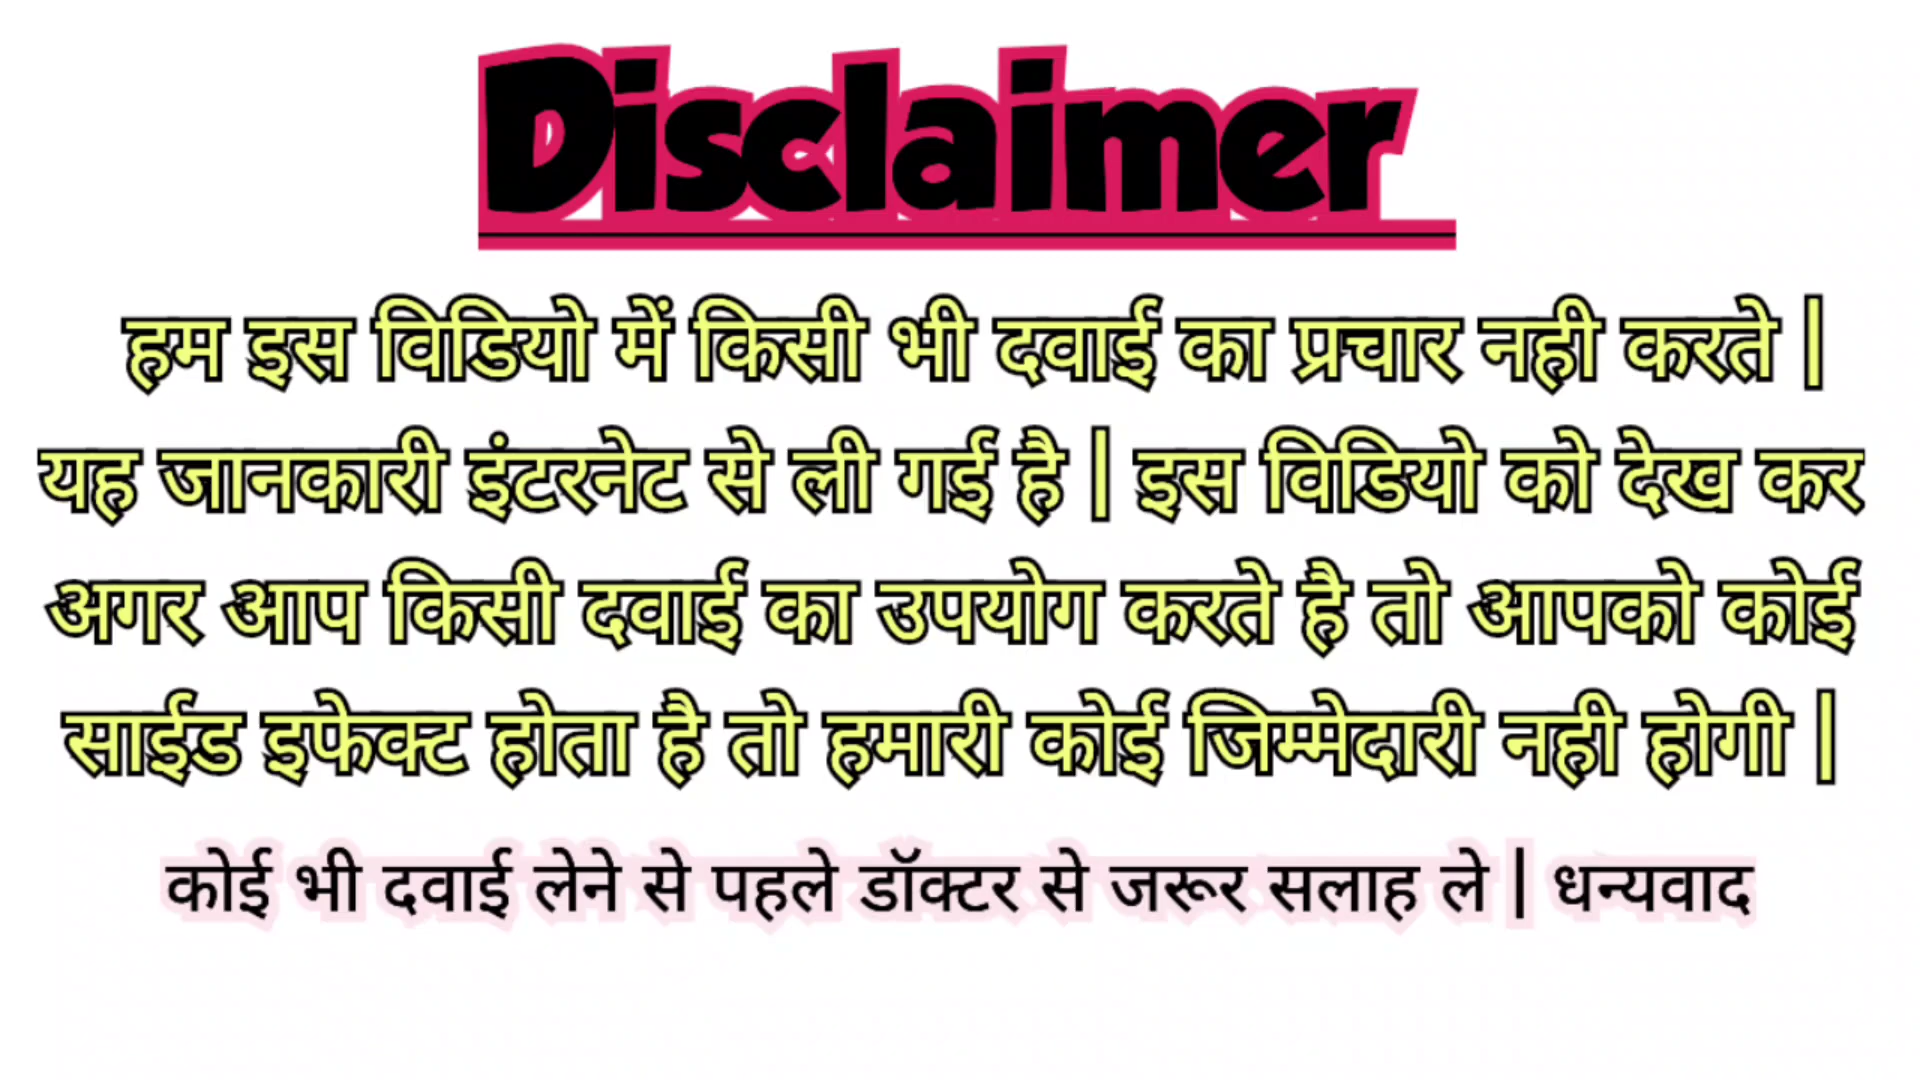 Disclaimer
हम इस विडियो में किसी भी दवाई का प्रचार नही करते |
यह जानकारी इंटरनेट से ली गई है | इस विडियो को देख कर
अगर आप किसी दवाई का उपयोग करते है तो आपको कोई
साईड इफेक्ट होता है तो हमारी कोई जिम्मेदारी नही होगी |
कोई भी दवाई लेने से पहले डॉक्टर से जरूर सलाह ले | धन्यवाद